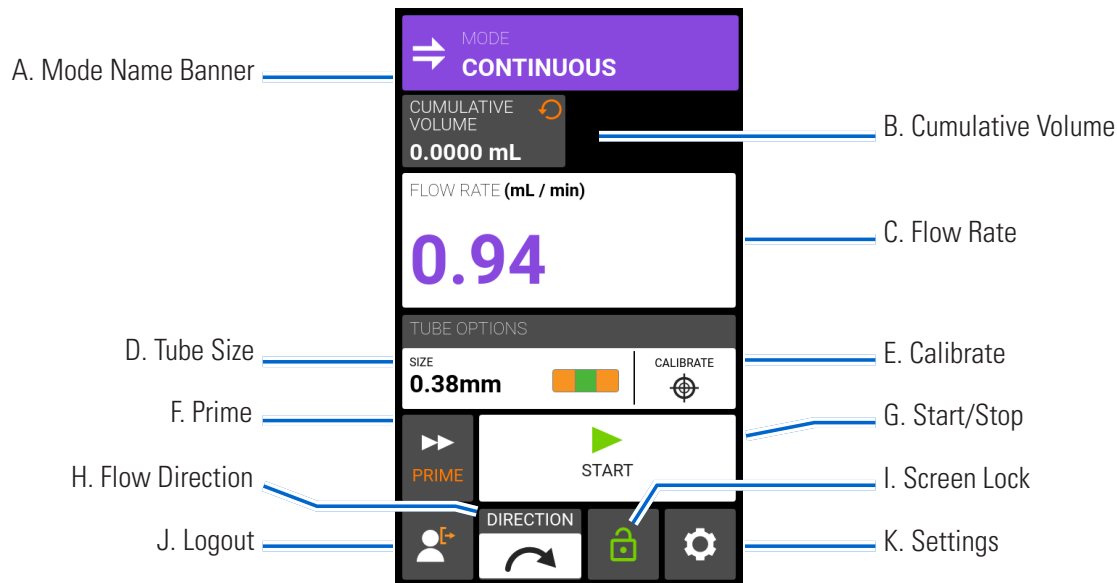 MODE
CONTINUOUS
A. Mode Name Banner
CUMULATIVE
VOLUME
0.0000 mL
B. Cumulative Volume
FLOW RATE (mL / min)
0.94
C. Flow Rate
TUBE OPTIONS
D. Tube Size
SIZE
0.38mm
CALIBRATE
E. Calibrate
F. Prime
PRIME
START
G. Start/Stop
H. Flow Direction
DIRECTION
I. Screen Lock
J. Logout
K. Settings